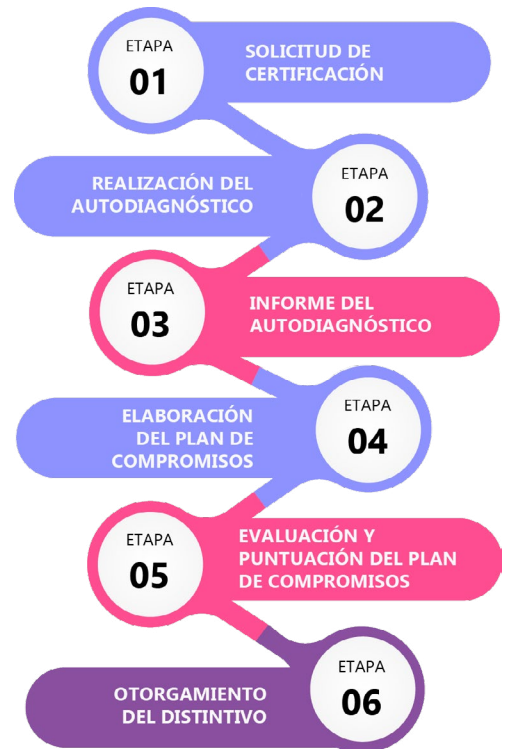 ETAPA
01
SOLICITUD DE
CERTIFICACIÓN
REALIZACIÓN DEL
AUTODIAGNÓSTICO
ETAPA
02
ETAPA
03
INFORME DEL
AUTODIAGNÓSTICO
ELABORACIÓN
DEL PLAN DE
COMPROMISOS
ETAPA
04
ETAPA
05
EVALUACIÓN Y
PUNTUACIÓN DEL PLAN
DE COMPROMISOS
OTORGAMIENTO
DEL DISTINTIVO
ETAPA
06